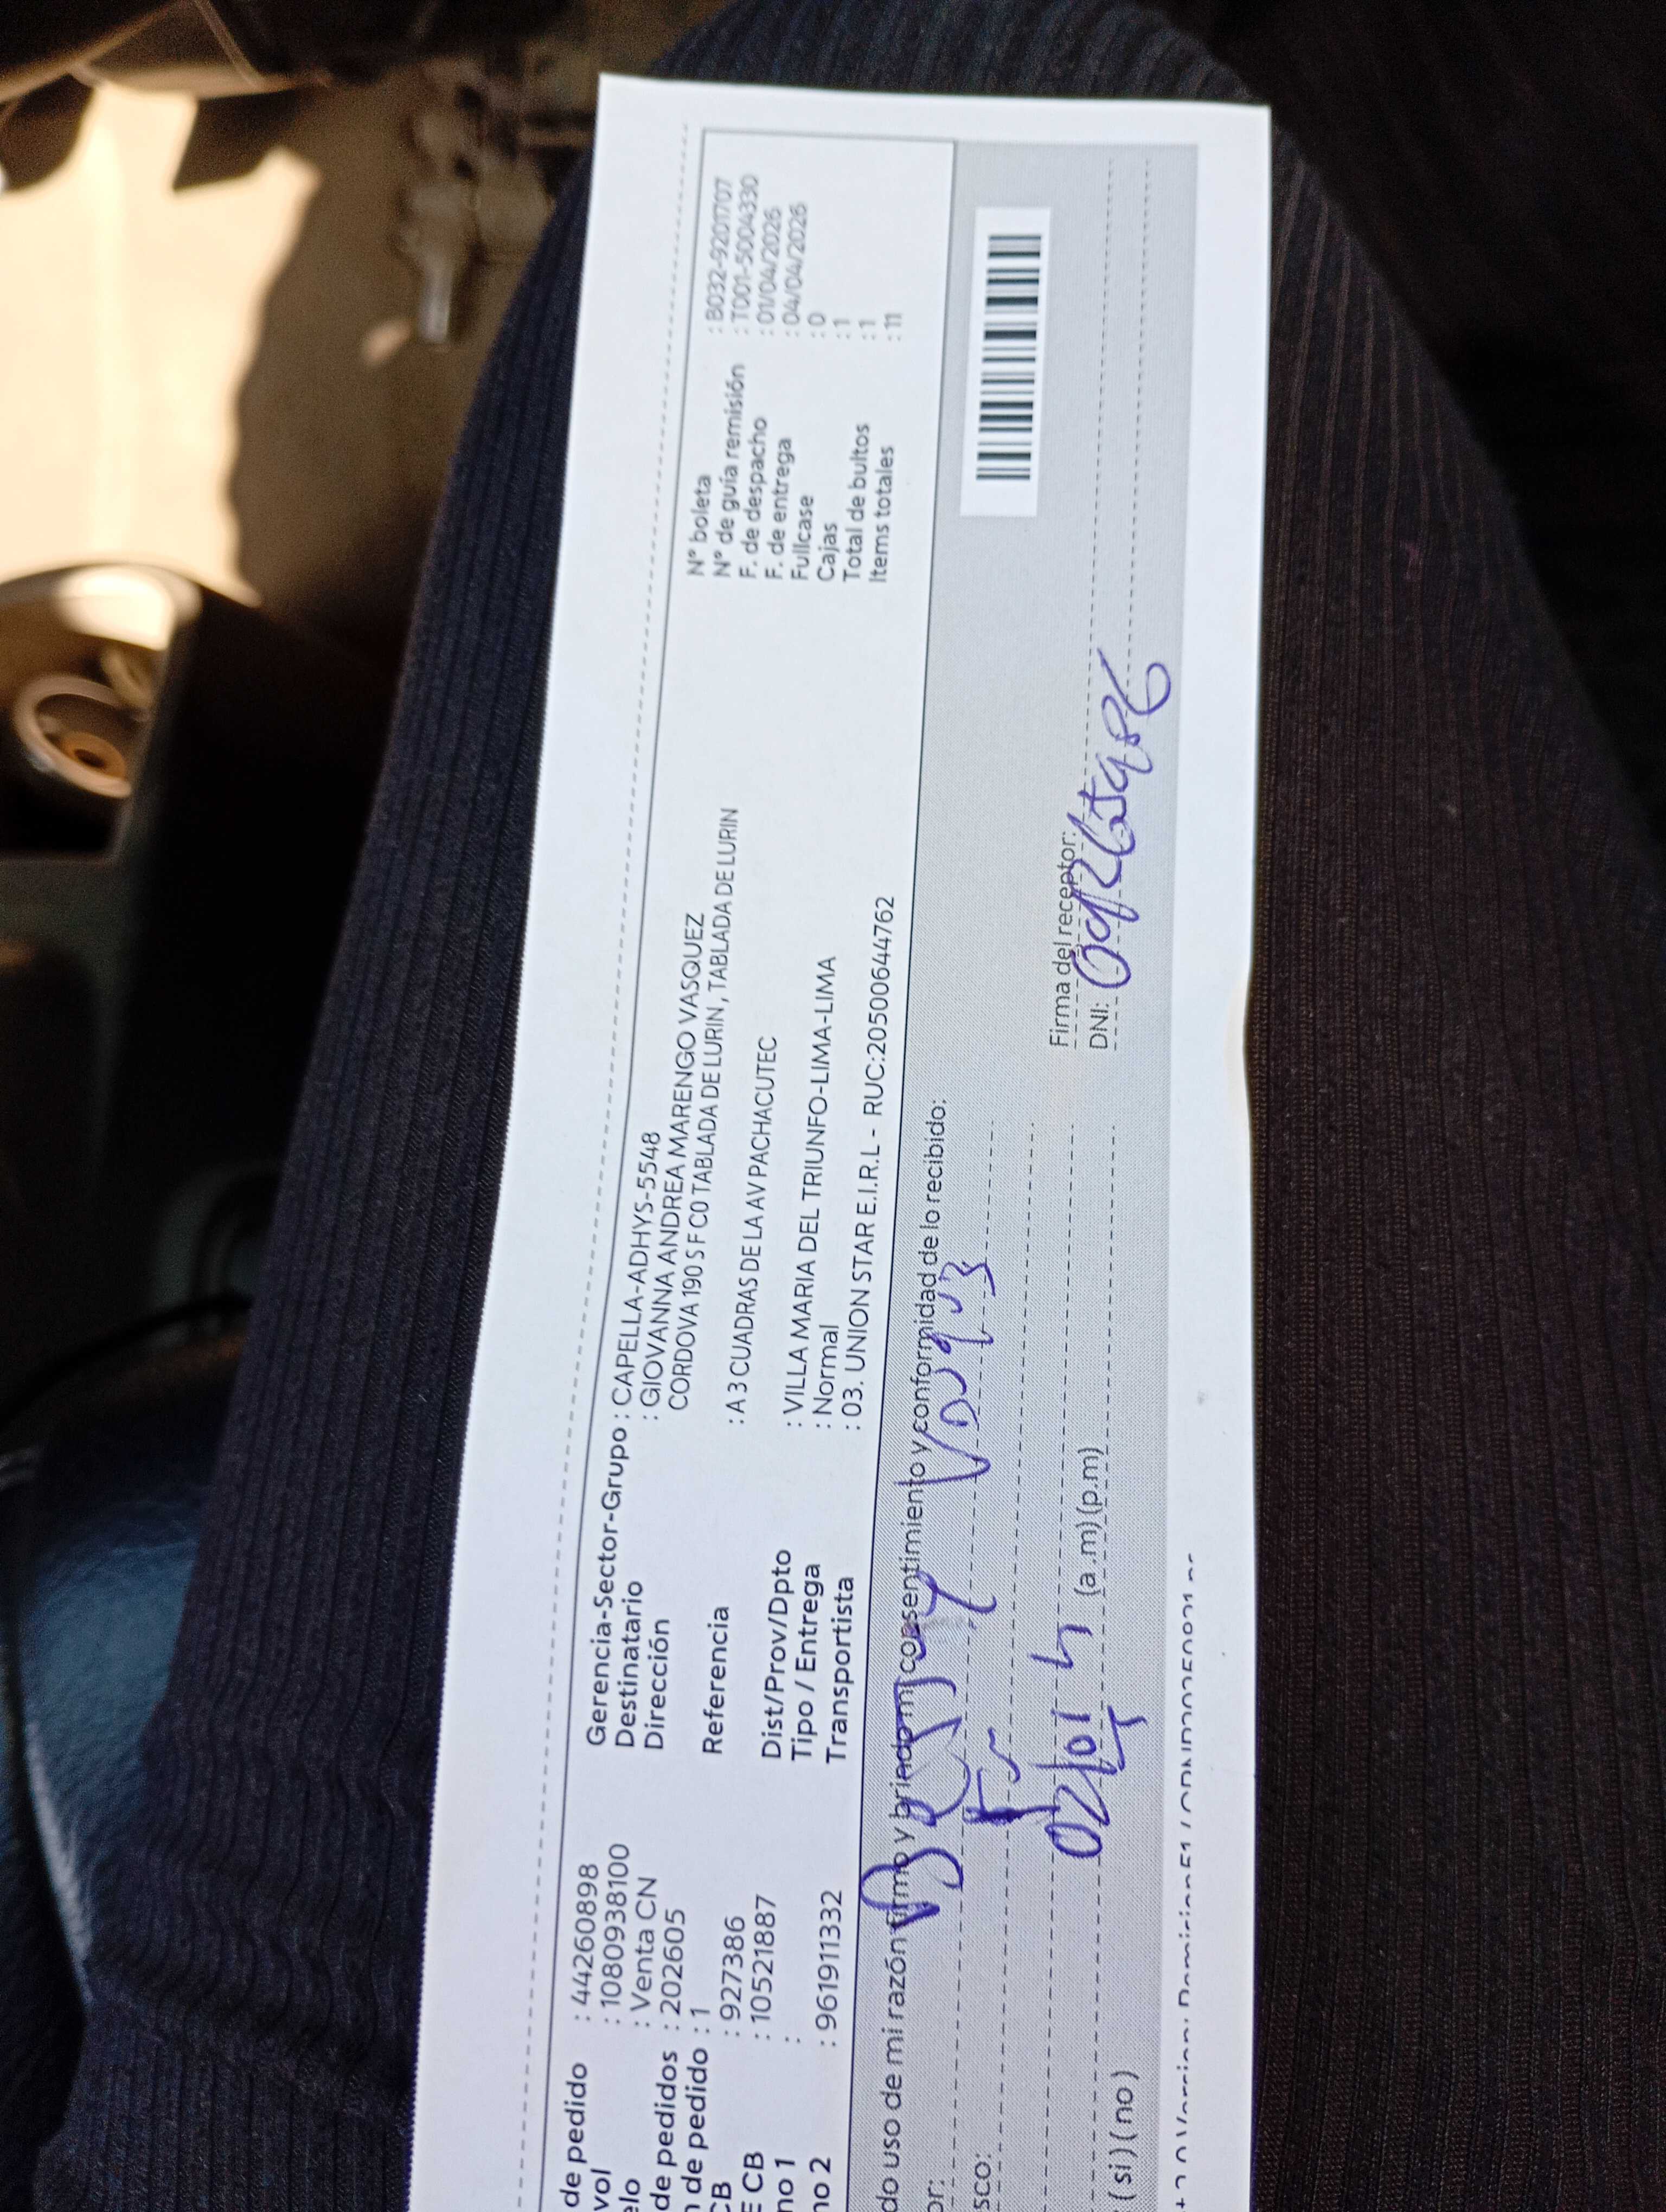 de pedido : 442260898
vol : 1080938100
elo : Venta CN
de pedidos : 202605
de pedido : 1
CB : 927386
E CB : 10521887
no 1 :
no 2 : 961911332
Gerencia-Sector-Grupo : CAPELLA-ADHYS-5548
Destinatario : GIOVANNA ANDREA MARENGO VASQUEZ
Dirección CORDOVA 190 S F C0 TABLADA DE LURIN, TABLADA DE LURIN
Referencia : A 3 CUADRAS DE LA AV PACHACUTEC
Dist/Prov/Dpto : VILLA MARIA DEL TRIUNFO-LIMA-LIMA
Tipo / Entrega : Normal
Transportista : 03. UNION STAR E.I.R.L - RUC:20500644762
N° boleta : B032-92011707
N° de guía remisión : T001-5004330
F. de despacho : 01/04/2026
F. de entrega : 04/04/2026
Fullcase : 0
Cajas : 1
Total de bultos : 1
Items totales : 11
do uso de mi razón firmo y brindo mi consentimiento y conformidad de lo recibido:
or:
sco:
(a.m) (p.m)
(si) (no)
Firma del receptor:
DNI: